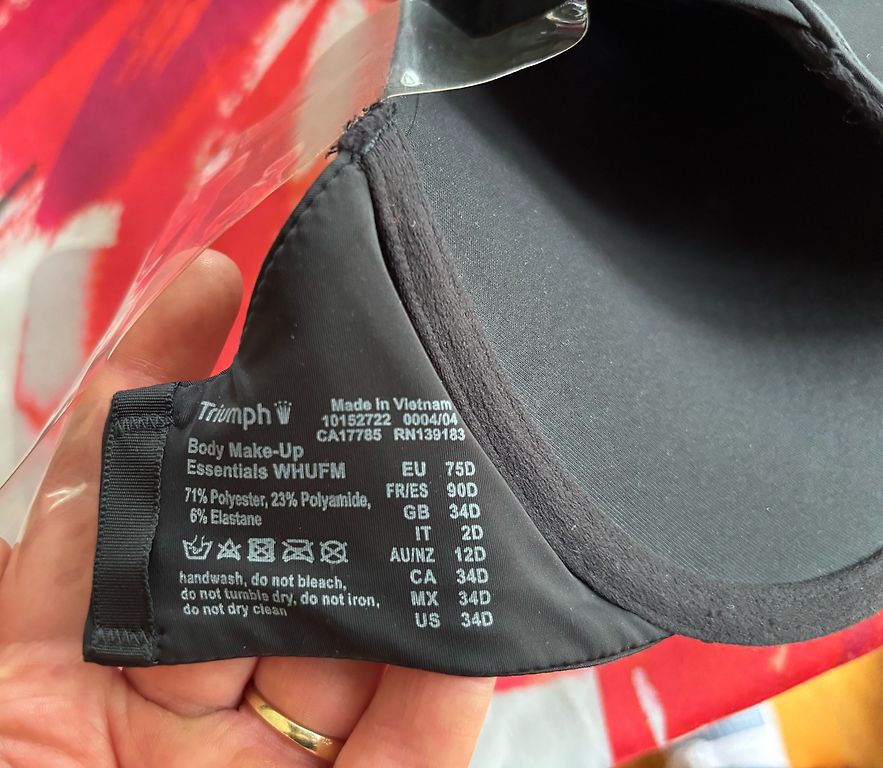 Triumph
Made in Vietnam
10152722 0004/04
CA17785 RN139183
Body Make-Up
Essentials WHUFM
71% Polyester, 23% Polyamide,
6% Elastane
handwash, do not bleach,
do not tumble dry, do not iron,
do not dry clean
EU 75D
FR/ES 90D
GB 34D
IT 2D
AU/NZ 12D
CA 34D
MX 34D
US 34D